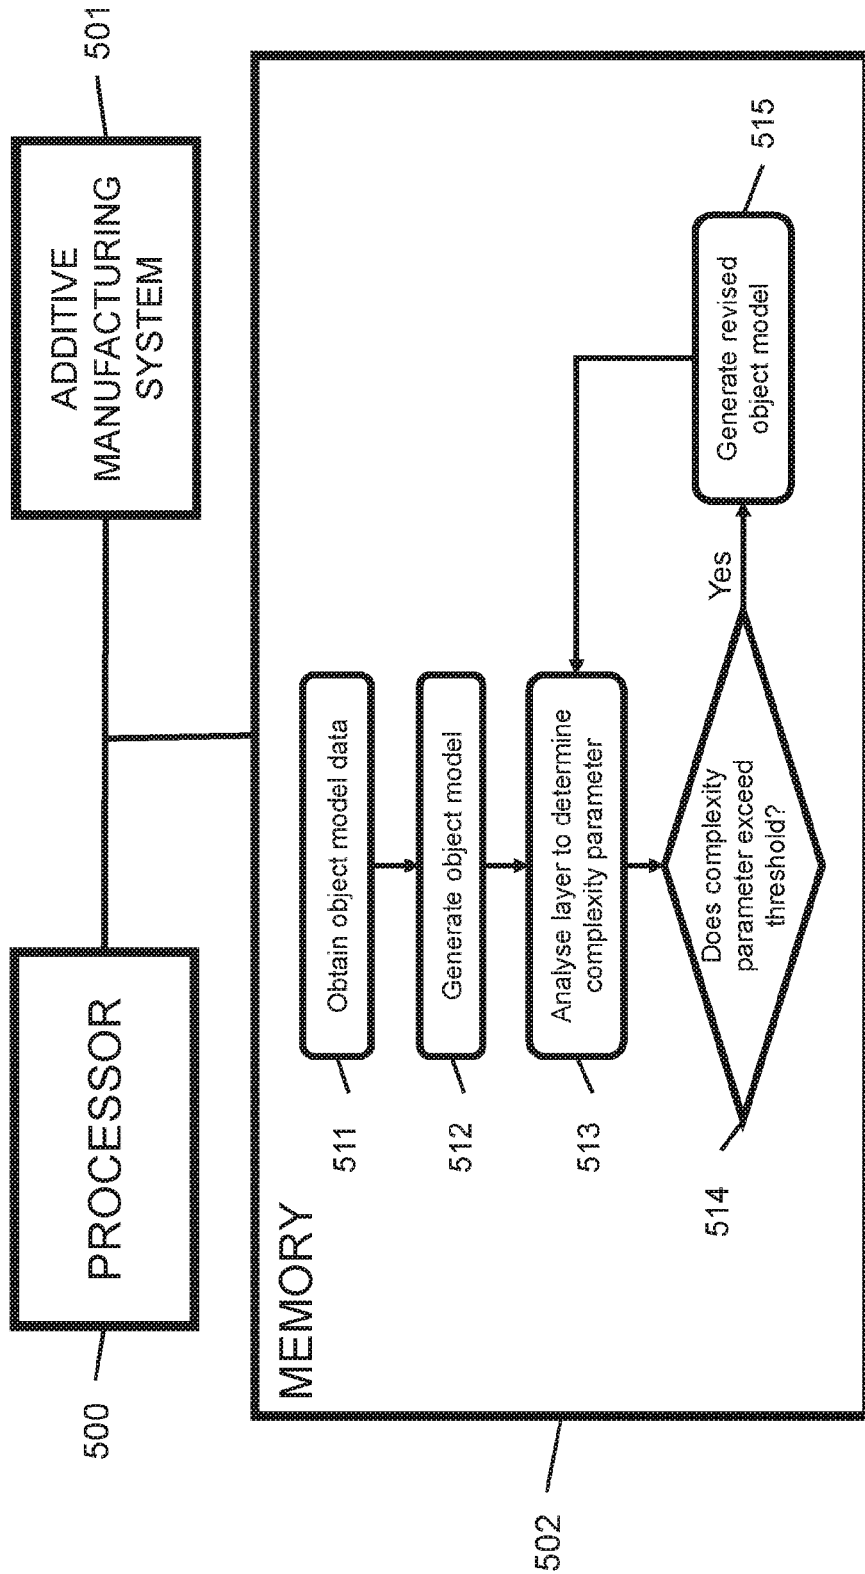 500
PROCESSOR
ADDITIVE
MANUFACTURING
SYSTEM
501
502
MEMORY
511
Obtain object model data
512
Generate object model
513
Analyse layer to determine
complexity parameter
514
Does complexity
parameter exceed
threshold?
Yes
Generate revised
object model
515